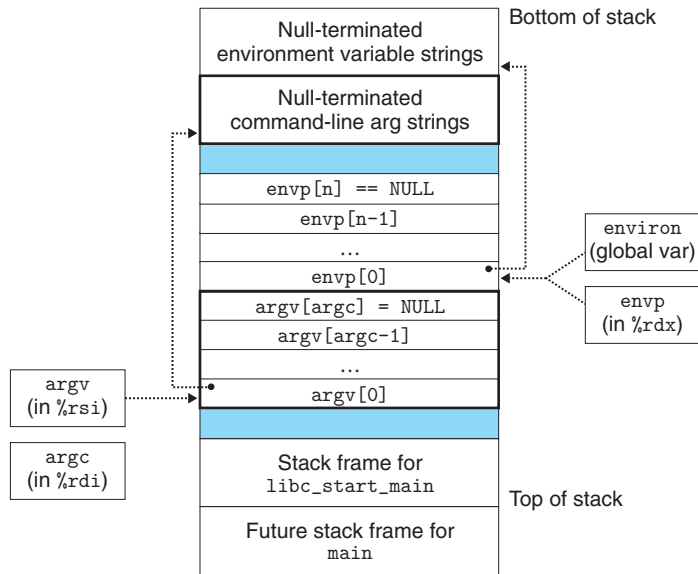 Bottom of stack
Null-terminated
environment variable strings
Null-terminated
command-line arg strings
envp[n] == NULL
envp[n-1]
...
envp[0]
environ
(global var)
envp
(in %rdx)
argv[argc] = NULL
argv[argc-1]
...
argv[0]
argv
(in %rsi)
argc
(in %rdi)
Stack frame for
libc_start_main
Top of stack
Future stack frame for
main